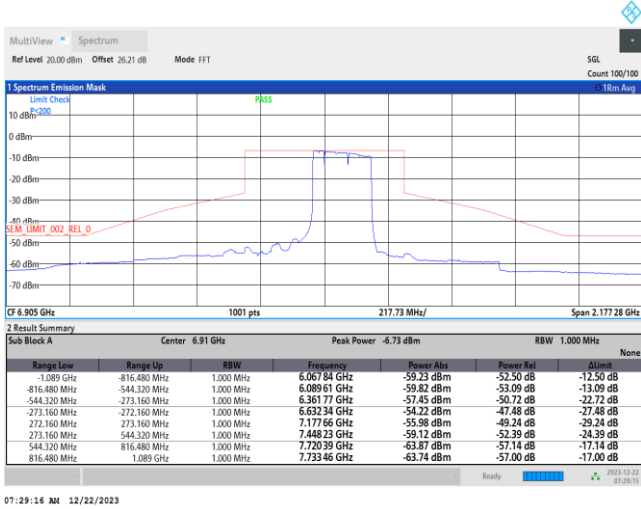 MultiView Spectrum
Ref Level 20.00 dBm Offset 26.21 dB Mode FFT SGL
Count 100/100
1 Spectrum Emission Mask 1Rm Avg
Limit Check PASS
P<200
10 dBm
0 dBm
-10 dBm
-20 dBm
-30 dBm
-40 dBm
SEM_LIMIT_002_REL_0
-50 dBm
-60 dBm
-70 dBm
CF 6.905 GHz 1001 pts 217.73 MHz/ Span 2.177 28 GHz
2 Result Summary
Sub Block A Center 6.91 GHz Peak Power -6.73 dBm RBW 1.000 MHz
None
Range Low Range Up RBW Frequency Power Abs Power Rel ΔLimit
-1.089 GHz -816.480 MHz 1.000 MHz 6.067 84 GHz -59.23 dBm -52.50 dB -12.50 dB
-816.480 MHz -544.320 MHz 1.000 MHz 6.089 61 GHz -59.82 dBm -53.09 dB -13.09 dB
-544.320 MHz -273.160 MHz 1.000 MHz 6.361 77 GHz -57.45 dBm -50.72 dB -22.72 dB
-273.160 MHz -272.160 MHz 1.000 MHz 6.632 34 GHz -54.22 dBm -47.48 dB -27.48 dB
272.160 MHz 273.160 MHz 1.000 MHz 7.177 66 GHz -55.98 dBm -49.24 dB -29.24 dB
273.160 MHz 544.320 MHz 1.000 MHz 7.448 23 GHz -59.12 dBm -52.39 dB -24.39 dB
544.320 MHz 816.480 MHz 1.000 MHz 7.720 39 GHz -63.87 dBm -57.14 dB -17.14 dB
816.480 MHz 1.089 GHz 1.000 MHz 7.733 46 GHz -63.74 dBm -57.00 dB -17.00 dB
Ready 2023-12-22
07:29:15
07:29:16 AM 12/22/2023